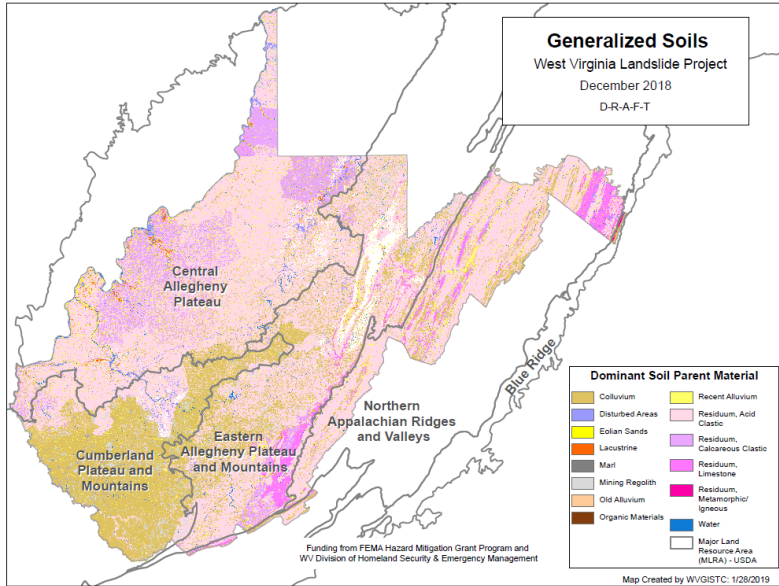 Generalized Soils
West Virginia Landslide Project
December 2018
D-R-A-F-T
Central
Allegheny
Plateau
Cumberland
Plateau and
Mountains
Eastern
Allegheny Plateau
and Mountains
Northern
Appalachian Ridges
and Valleys
Blue Ridge
Dominant Soil Parent Material
Colluvium
Disturbed Areas
Eolian Sands
Lacustrine
Marl
Mining Regolith
Old Alluvium
Organic Materials
Recent Alluvium
Residuum, Acid
Clastic
Residuum,
Calcareous Clastic
Residuum,
Limestone
Residuum,
Metamorphic/
Igneous
Water
Major Land
Resource Area
(MLRA) - USDA
Funding from FEMA Hazard Mitigation Grant Program and
WV Division of Homeland Security & Emergency Management
Map Created by WVGISTC: 1/28/2019